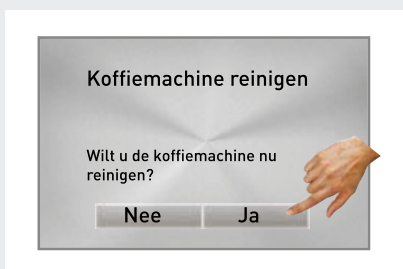 Koffiemachine reinigen
Wilt u de koffiemachine nu
reinigen?
Nee
Ja